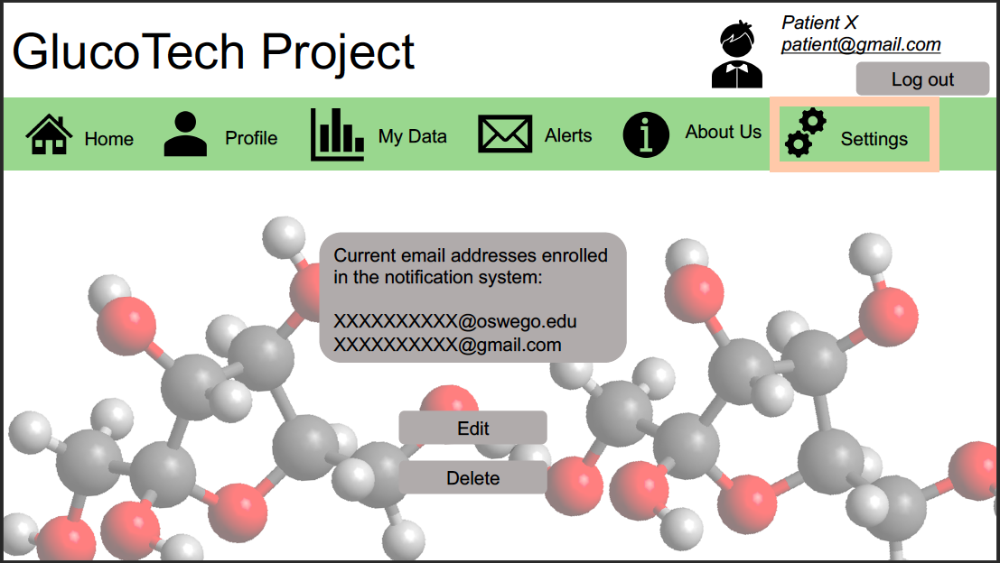 GlucoTech Project
Patient X
patient@gmail.com
Log out
Home
Profile
My Data
Alerts
About Us
Settings
Current email addresses enrolled
in the notification system:
XXXXXXXXXX@oswego.edu
XXXXXXXXXX@gmail.com
Edit
Delete